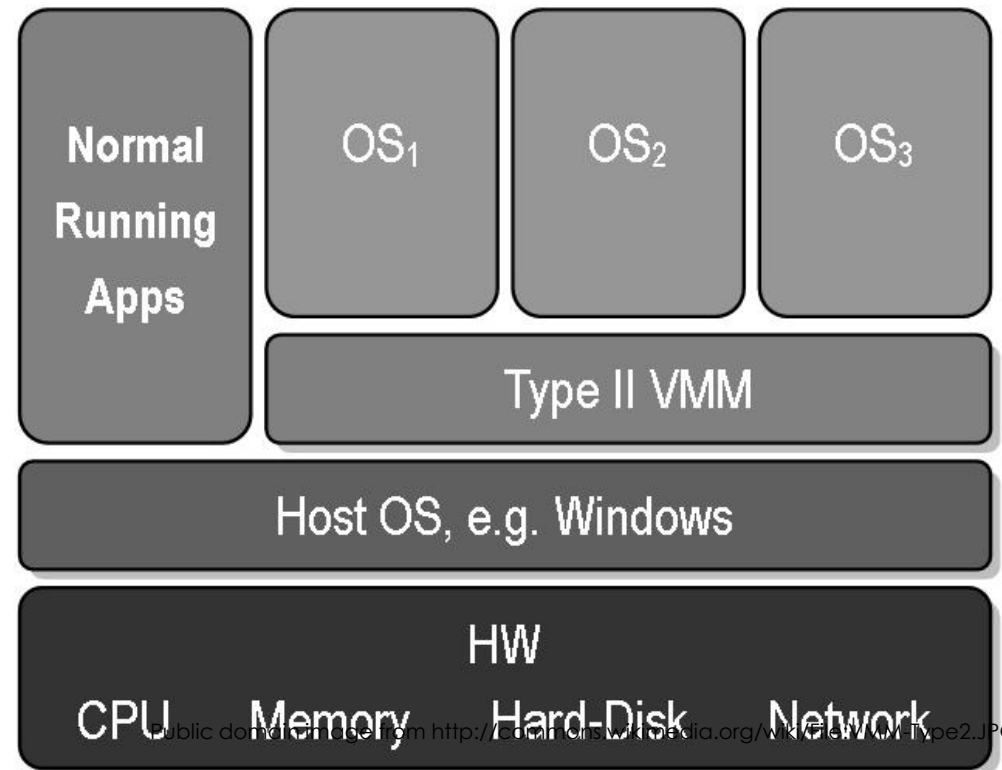 Normal
Running
Apps
OS₁
OS₂
OS₃
Type II VMM
Host OS, e.g. Windows
HW
CPU Memory Hard-Disk Network
Public domain image from http://commons.wikimedia.org/wiki/File:VMM-Type2.JP